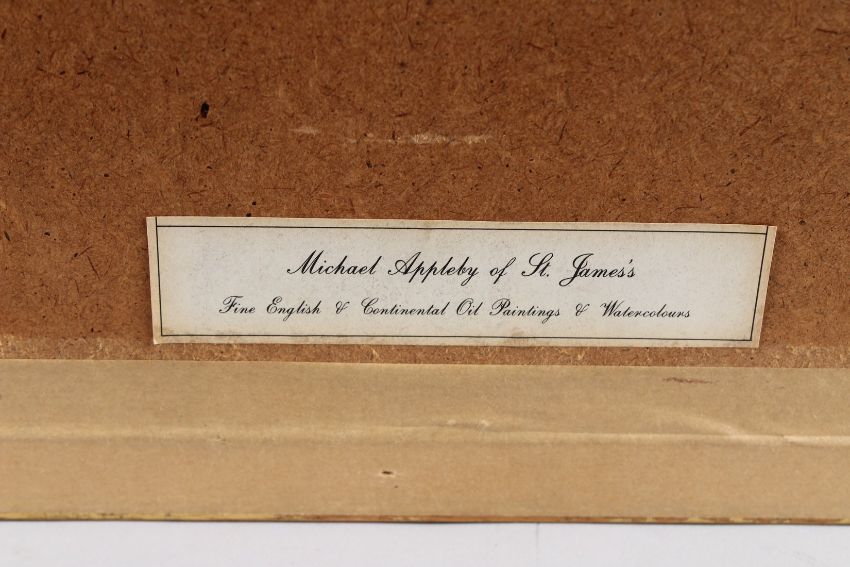 Michael Appleby of St. James's
Fine English & Continental Oil Paintings & Watercolours